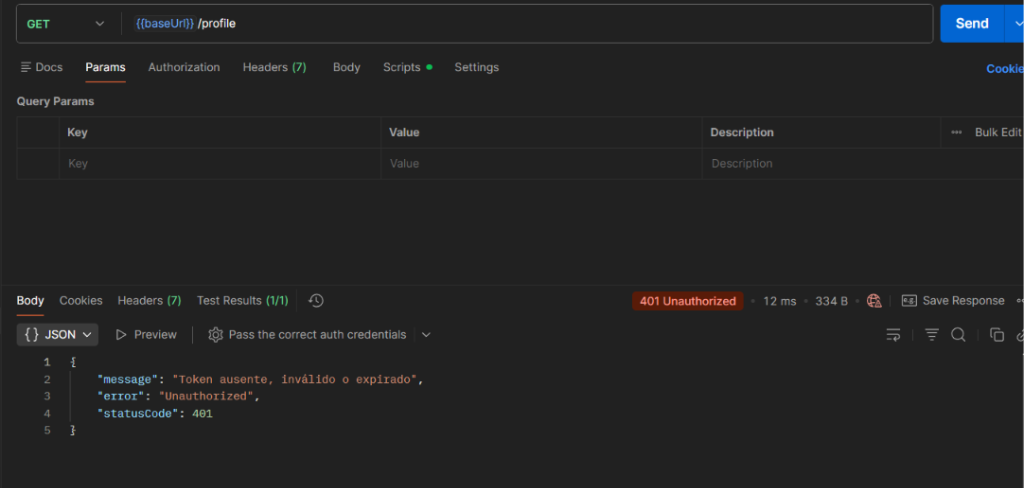 GET {{baseUrl}} /profile Send
Docs Params Authorization Headers (7) Body Scripts Settings Cookie
Query Params
Key Value Description Bulk Edit
Key Value Description
Body Cookies Headers (7) Test Results (1/1) 401 Unauthorized 12 ms 334 B e.g. Save Response
{} JSON Preview Pass the correct auth credentials
1 {
2 "message": "Token ausente, inválido o expirado",
3 "error": "Unauthorized",
4 "statusCode": 401
5 }